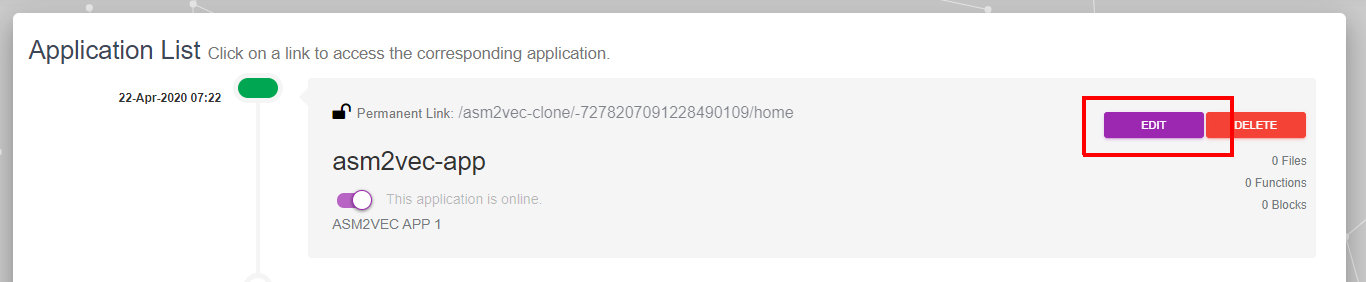 Application List Click on a link to access the corresponding application.
22-Apr-2020 07:22
Permanent Link: /asm2vec-clone/-7278207091228490109/home
EDIT
DELETE
asm2vec-app
0 Files
0 Functions
This application is online.
0 Blocks
ASM2VEC APP 1